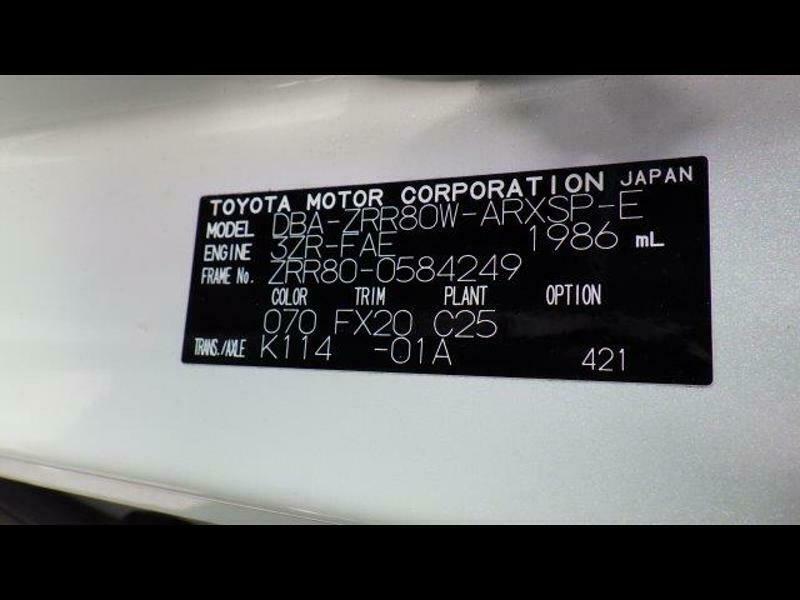 TOYOTA MOTOR CORPORATION JAPAN
MODEL DBA-ZRR80W-ARXSP-E
ENGINE 3ZR-FAE 1986 mL
FRAME No. ZRR80-0584249
COLOR TRIM PLANT OPTION
070 FX20 C25
TRANS./AXLE K114 -01A 421